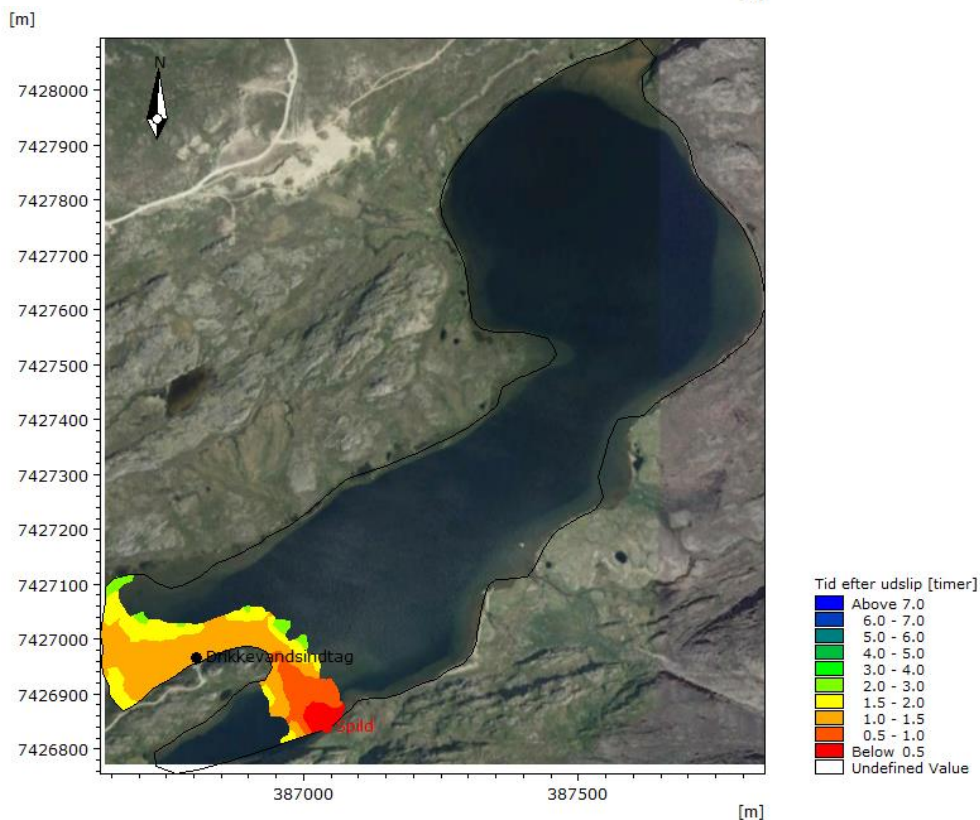 [m]
N
7428000
7427900
7427800
7427700
7427600
7427500
7427400
7427300
7427200
7427100
7427000
Drikkevandsindtag
7426900
Spild
7426800
387000
387500
[m]
Tid efter udslip [timer]
Above 7.0
6.0 - 7.0
5.0 - 6.0
4.0 - 5.0
3.0 - 4.0
2.0 - 3.0
1.5 - 2.0
1.0 - 1.5
0.5 - 1.0
Below 0.5
Undefined Value